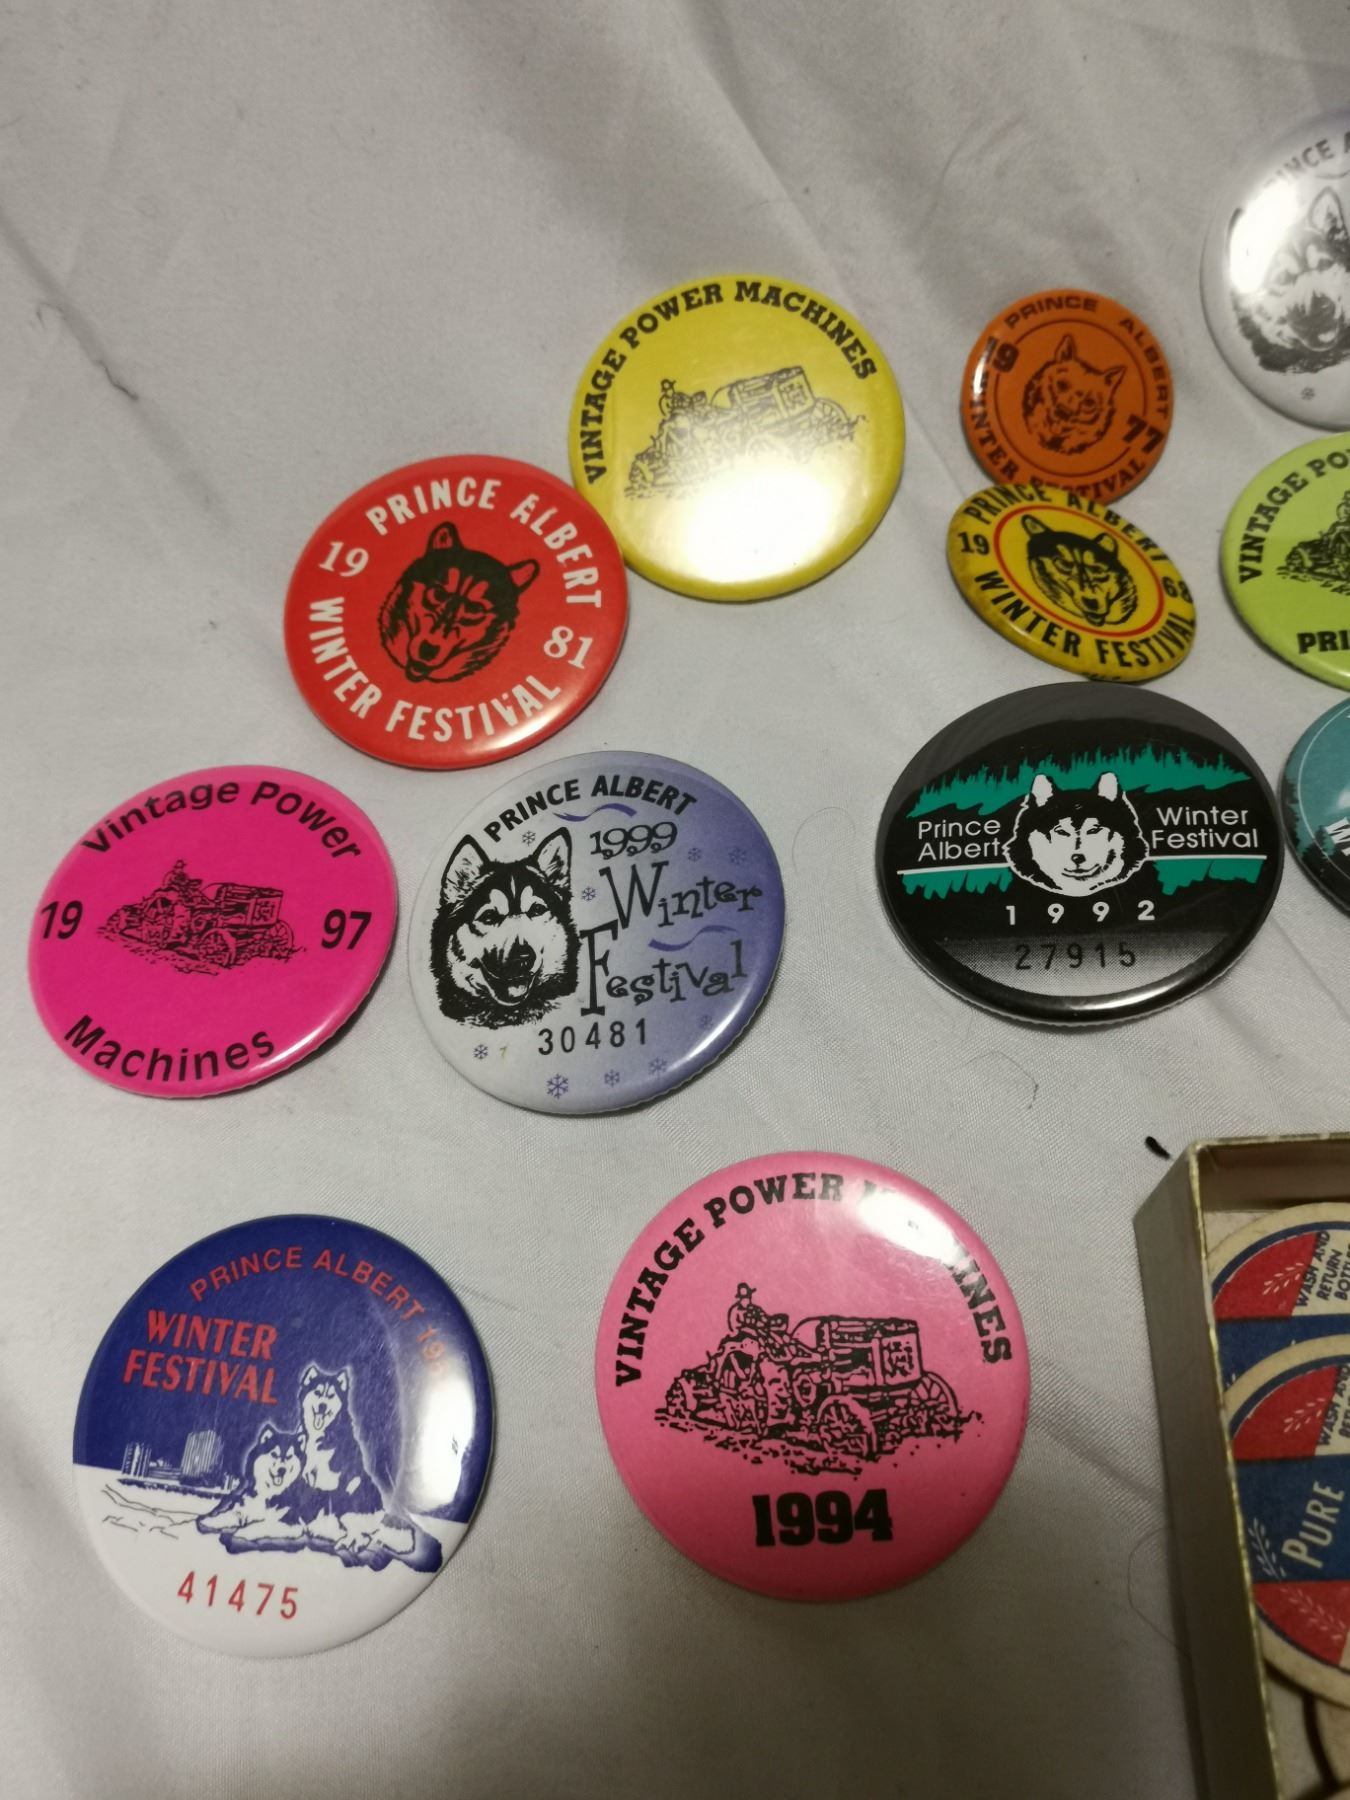 VINTAGE POWER MACHINES
PRINCE ALBERT
19 77
WINTER FESTIVAL
PRINCE ALBERT
19 81
WINTER FESTIVAL
PRINCE ALBERT
19 68
WINTER FESTIVAL
VINTAGE
Vintage Power
19 97
Machines
PRINCE ALBERT
1999
Winter
Festival
30481
Prince
Albert
Winter
Festival
1992
27915
PRINCE ALBERT
WINTER
FESTIVAL
41475
VINTAGE POWER
1994
WASH AND
RETURN
WASH AND
PURE